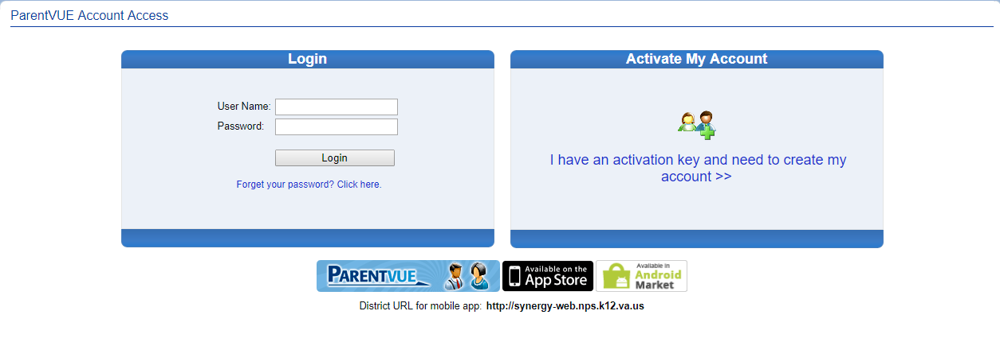 ParentVUE Account Access
Login
User Name:
Password:
Login
Forget your password? Click here.
Activate My Account
I have an activation key and need to create my
account >>
PARENTVUE
Available on the
App Store
Available in
Android
Market
District URL for mobile app: http://synergy-web.nps.k12.va.us